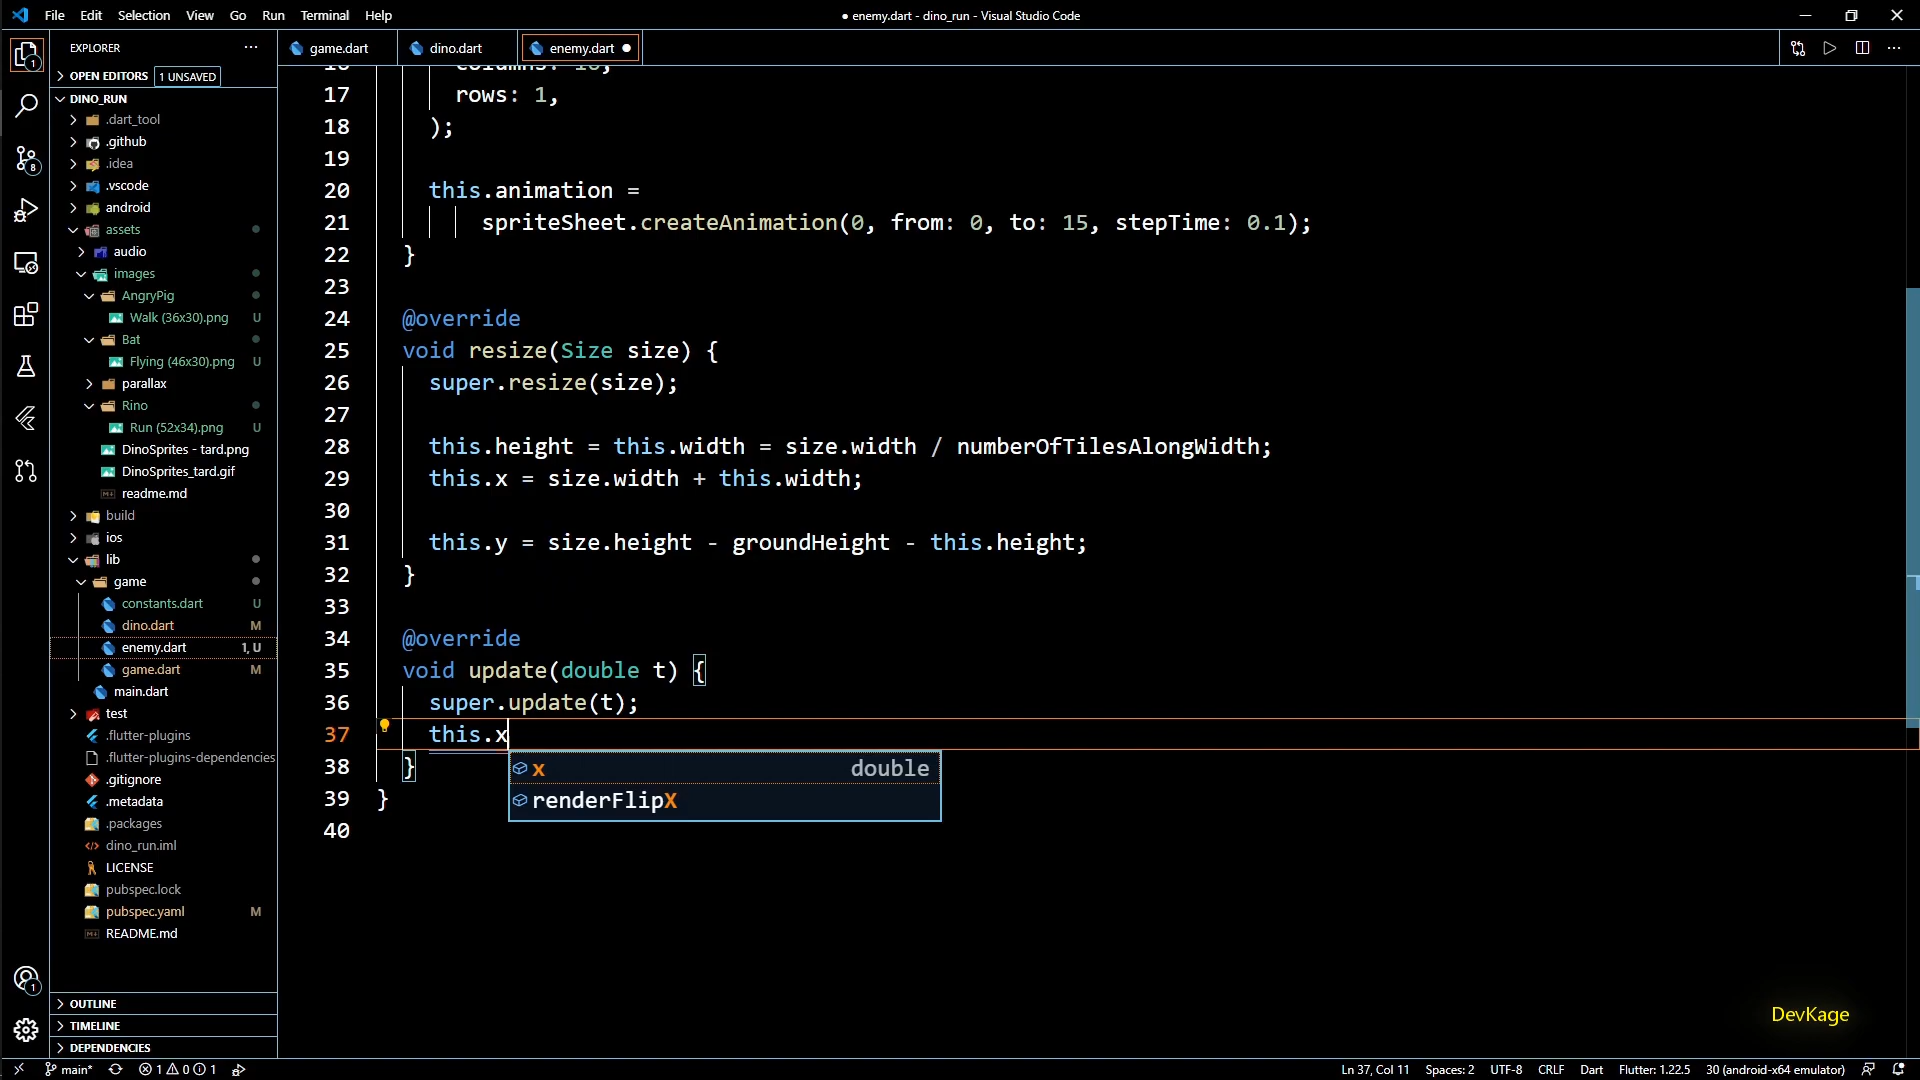 File Edit Selection View Go Run Terminal Help
● enemy.dart - dino_run - Visual Studio Code
EXPLORER
game.dart
dino.dart
enemy.dart
OPEN EDITORS 1 UNSAVED
DINO_RUN
.dart_tool
.github
.idea
.vscode
android
assets
audio
images
AngryPig
Walk (36x30).png U
Bat
Flying (46x30).png U
parallax
Rino
Run (52x34).png U
DinoSprites - tard.png
DinoSprites_tard.gif
readme.md
build
ios
lib
game
constants.dart U
dino.dart M
enemy.dart 1, U
game.dart M
main.dart
test
.flutter-plugins
.flutter-plugins-dependencies
.gitignore
.metadata
.packages
dino_run.iml
LICENSE
pubspec.lock
pubspec.yaml M
README.md
OUTLINE
TIMELINE
DEPENDENCIES
16 columns: 16,
17 rows: 1,
18 );
19
20 this.animation =
21 spriteSheet.createAnimation(0, from: 0, to: 15, stepTime: 0.1);
22 }
23
24 @override
25 void resize(Size size) {
26 super.resize(size);
27
28 this.height = this.width = size.width / numberOfTilesAlongWidth;
29 this.x = size.width + this.width;
30
31 this.y = size.height - groundHeight - this.height;
32 }
33
34 @override
35 void update(double t) {
36 super.update(t);
37 this.x
38 }
39 }
40
x double
renderFlipX
DevKage
1
8
1
main* 1 0 1
Ln 37, Col 11 Spaces: 2 UTF-8 CRLF Dart Flutter: 1.22.5 30 (android-x64 emulator)